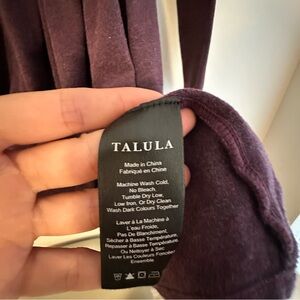 TALULA
Made in China
Fabriqué en Chine
Machine Wash Cold,
No Bleach,
Tumble Dry Low,
Low Iron, Or Dry Clean
Wash Dark Colours Together
Laver À La Machine À
L'eau Froide,
Pas De Blanchiment,
Sécher à Basse Température,
Repasser à Basse Température,
Ou Nettoyer à Sec
Laver Les Couleurs Foncées
Ensemble